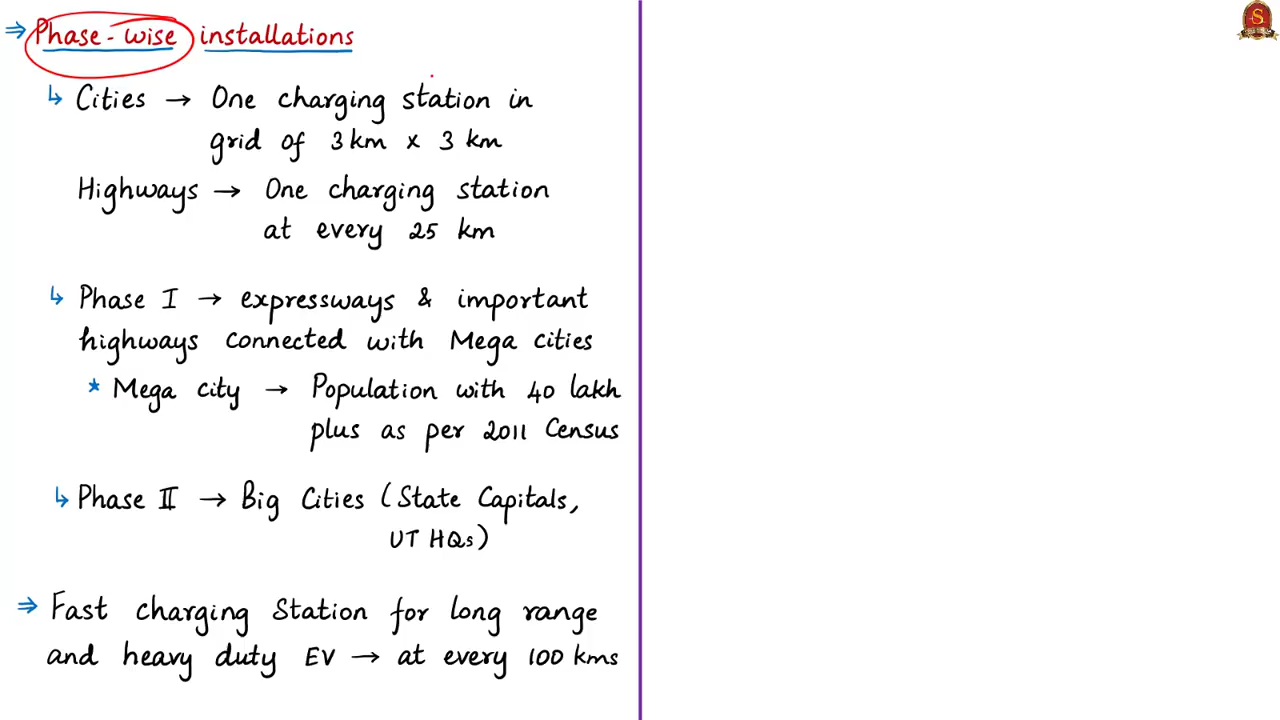 ⇒ Phase-wise installations
↳ Cities → One charging station in
grid of 3 km × 3 km
Highways → One charging station
at every 25 km
↳ Phase I → expressways & important
highways connected with Mega cities
* Mega city → Population with 40 lakh
plus as per 2011 Census
↳ Phase II → Big Cities (State Capitals,
UT HQs)
⇒ Fast charging Station for long range
and heavy duty EV → at every 100 kms
S